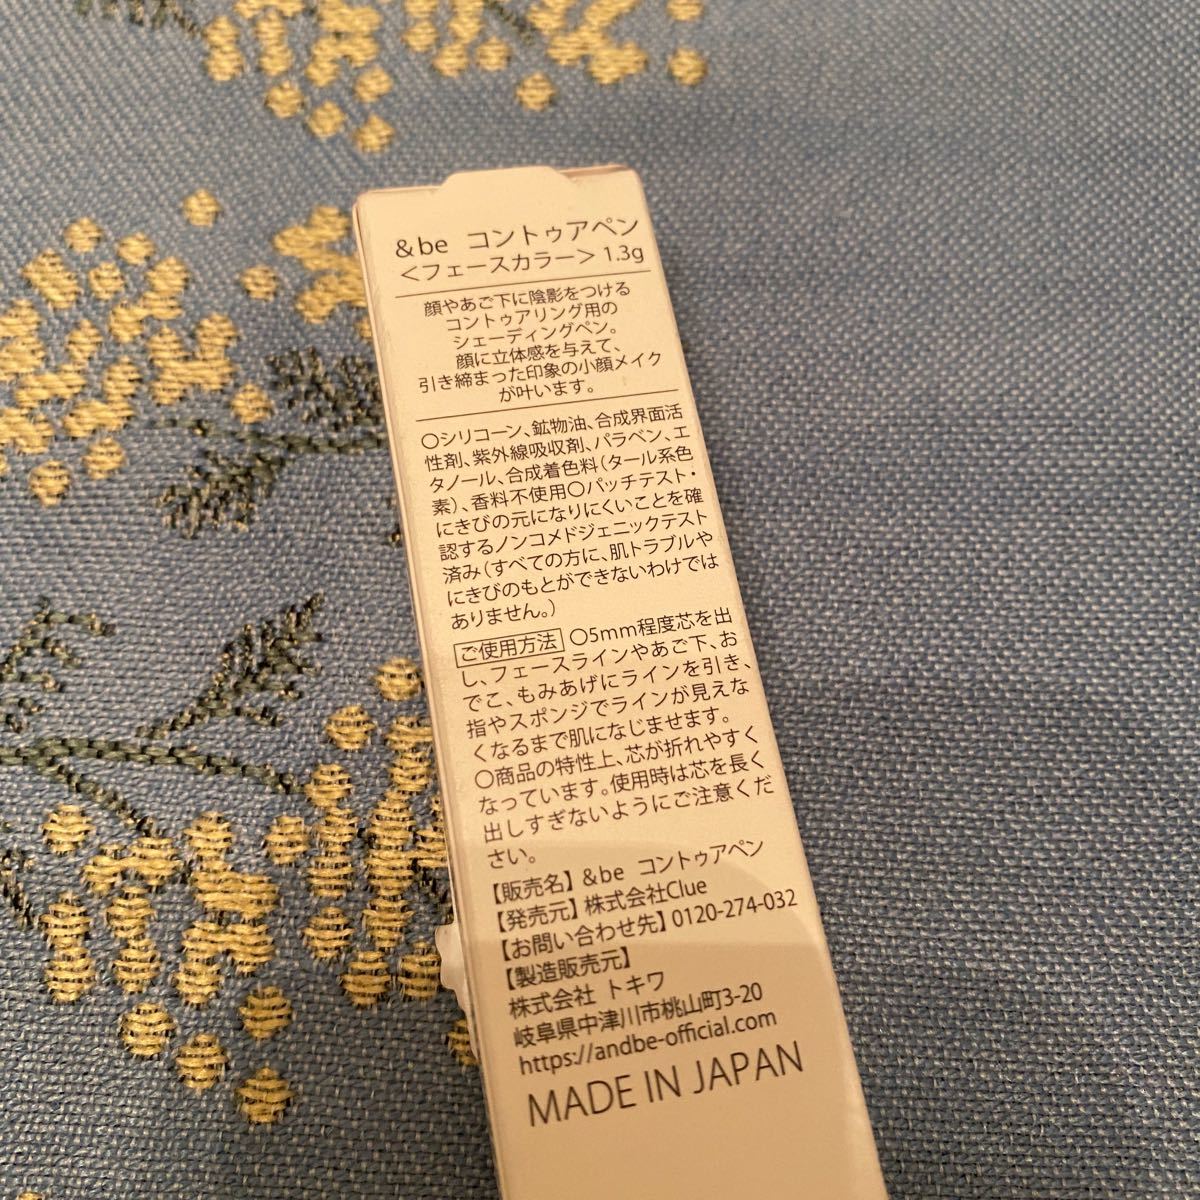 &be コントゥアペン
＜フェースカラー＞ 1.3g
顔やあご下に陰影をつける
コントゥアリング用の
シェーディングペン。
顔に立体感を与えて、
引き締まった印象の小顔メイク
が叶います。
○シリコーン、鉱物油、合成界面活
性剤、紫外線吸収剤、パラベン、エ
タノール、合成着色料（タール系色
素）、香料不使用○パッチテスト・
にきびの元になりにくいことを確
認するノンコメドジェニックテスト
済み（すべての方に、肌トラブルや
にきびのもとができないわけでは
ありません。）
ご使用方法 ○5mm程度芯を出
し、フェースラインやあご下、お
でこ、もみあげにラインを引き、
指やスポンジでラインが見えな
くなるまで肌になじませます。
○商品の特性上、芯が折れやすく
なっています。使用時は芯を長く
出しすぎないようにご注意くだ
さい。
【販売名】 &be コントゥアペン
【発売元】 株式会社Clue
【お問い合わせ先】 0120-274-032
【製造販売元】
株式会社 トキワ
岐阜県中津川市桃山町3-20
https://andbe-official.com
MADE IN JAPAN